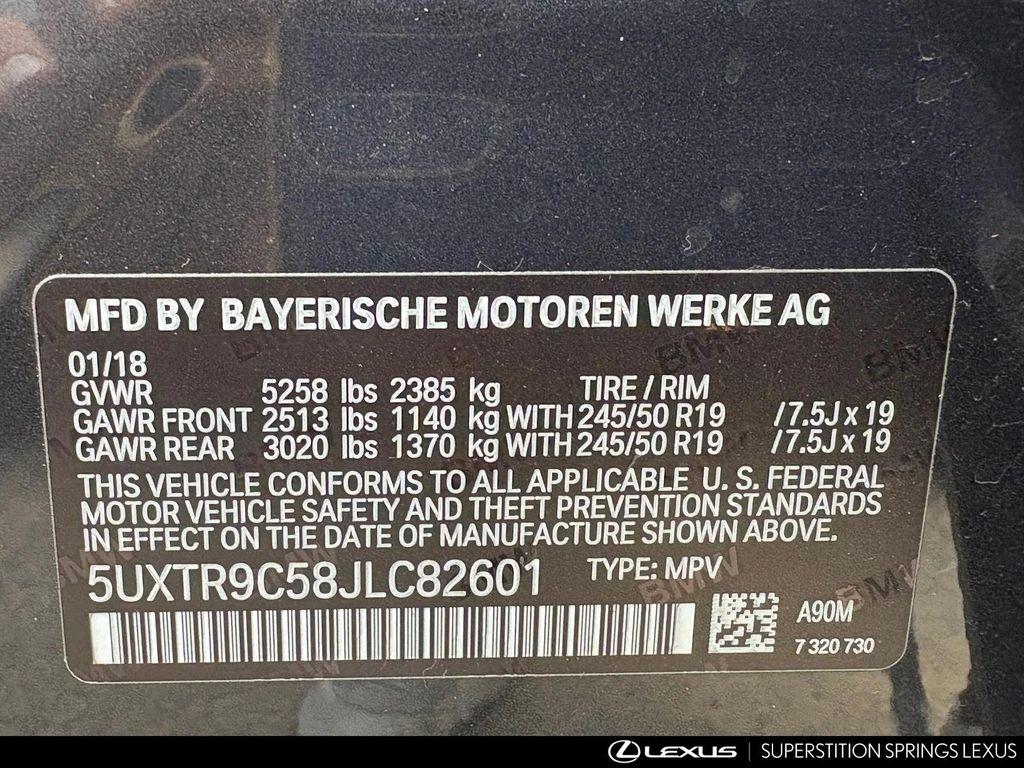 MFD BY BAYERISCHE MOTOREN WERKE AG
01/18
GVWR 5258 lbs 2385 kg TIRE / RIM
GAWR FRONT 2513 lbs 1140 kg WITH 245/50 R19 / 7.5J x 19
GAWR REAR 3020 lbs 1370 kg WITH 245/50 R19 / 7.5J x 19
THIS VEHICLE CONFORMS TO ALL APPLICABLE U. S. FEDERAL
MOTOR VEHICLE SAFETY AND THEFT PREVENTION STANDARDS
IN EFFECT ON THE DATE OF MANUFACTURE SHOWN ABOVE.
5UXTR9C58JLC82601 TYPE: MPV
A90M
7 320 730
LEXUS | SUPERSTITION SPRINGS LEXUS